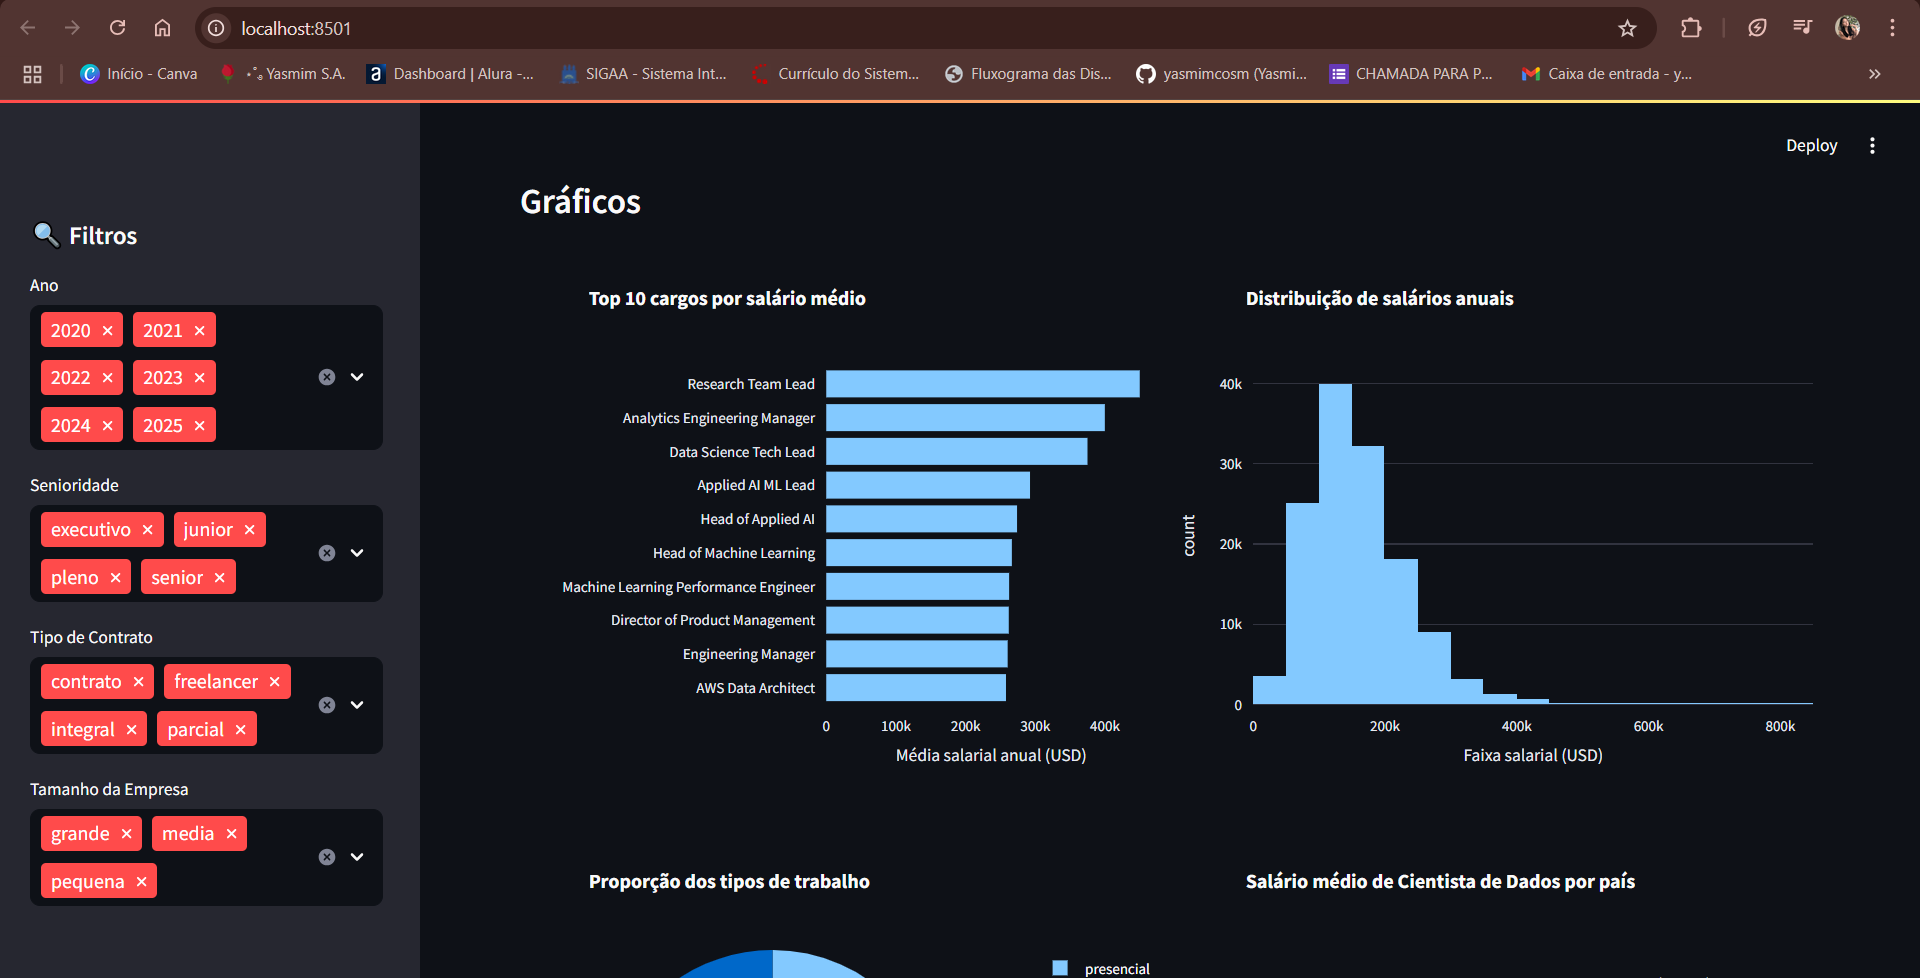 localhost:8501
Início - Canva
Yasmim S.A.
Dashboard | Alura -...
SIGAA - Sistema Int...
Currículo do Sistem...
Fluxograma das Dis...
yasmimcosm (Yasmi...
CHAMADA PARA P...
Caixa de entrada - y...
Deploy
🔍 Filtros
Ano
2020 × 2021 ×
2022 × 2023 ×
2024 × 2025 ×
Senioridade
executivo × junior ×
pleno × senior ×
Tipo de Contrato
contrato × freelancer ×
integral × parcial ×
Tamanho da Empresa
grande × media ×
pequena ×
Gráficos
Top 10 cargos por salário médio
Research Team Lead
Analytics Engineering Manager
Data Science Tech Lead
Applied AI ML Lead
Head of Applied AI
Head of Machine Learning
Machine Learning Performance Engineer
Director of Product Management
Engineering Manager
AWS Data Architect
0 100k 200k 300k 400k
Média salarial anual (USD)
Distribuição de salários anuais
count
40k
30k
20k
10k
0
0 200k 400k 600k 800k
Faixa salarial (USD)
Proporção dos tipos de trabalho
presencial
Salário médio de Cientista de Dados por país